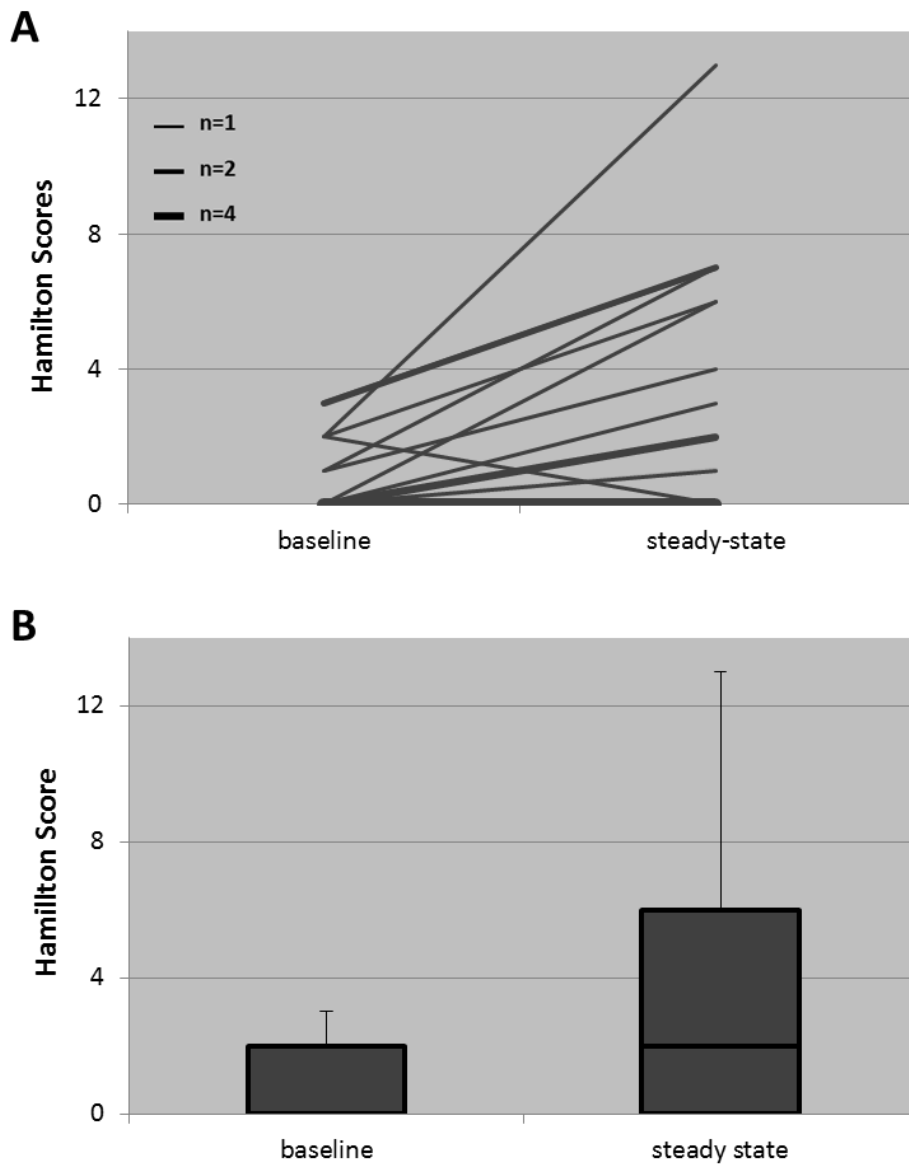 A
12
n=1
n=2
n=4
8
4
0
Hamilton Scores
baseline steady-state
B
12
8
4
0
Hamillton Score
baseline steady state